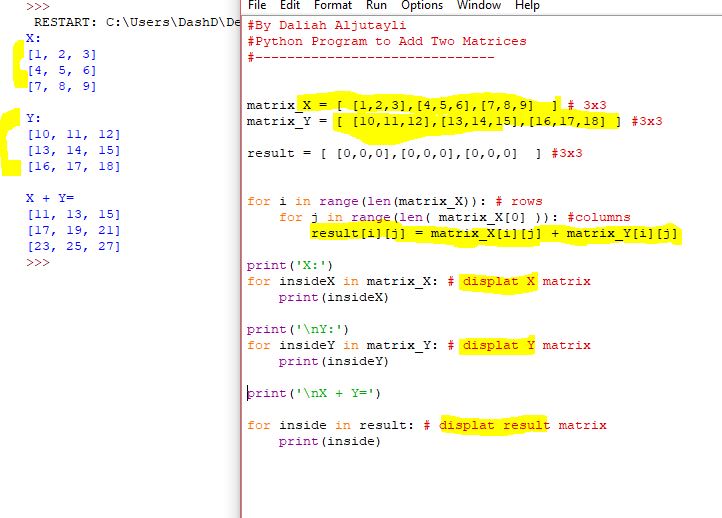 >>>
RESTART: C:\Users\DashD\De
X:
[1, 2, 3]
[4, 5, 6]
[7, 8, 9]

Y:
[10, 11, 12]
[13, 14, 15]
[16, 17, 18]

X + Y=
[11, 13, 15]
[17, 19, 21]
[23, 25, 27]
>>>

File Edit Format Run Options Window Help
#By Daliah Aljutayli
#Python Program to Add Two Matrices
#------------------------------

matrix_X = [ [1,2,3],[4,5,6],[7,8,9]  ] # 3x3
matrix_Y = [ [10,11,12],[13,14,15],[16,17,18] ] #3x3

result = [ [0,0,0],[0,0,0],[0,0,0]  ] #3x3

for i in range(len(matrix_X)): # rows
    for j in range(len( matrix_X[0] )): #columns
        result[i][j] = matrix_X[i][j] + matrix_Y[i][j]

print('X:')
for insideX in matrix_X: # displat X matrix
    print(insideX)

print('\nY:')
for insideY in matrix_Y: # displat Y matrix
    print(insideY)

print('\nX + Y=')

for inside in result: # displat result matrix
    print(inside)